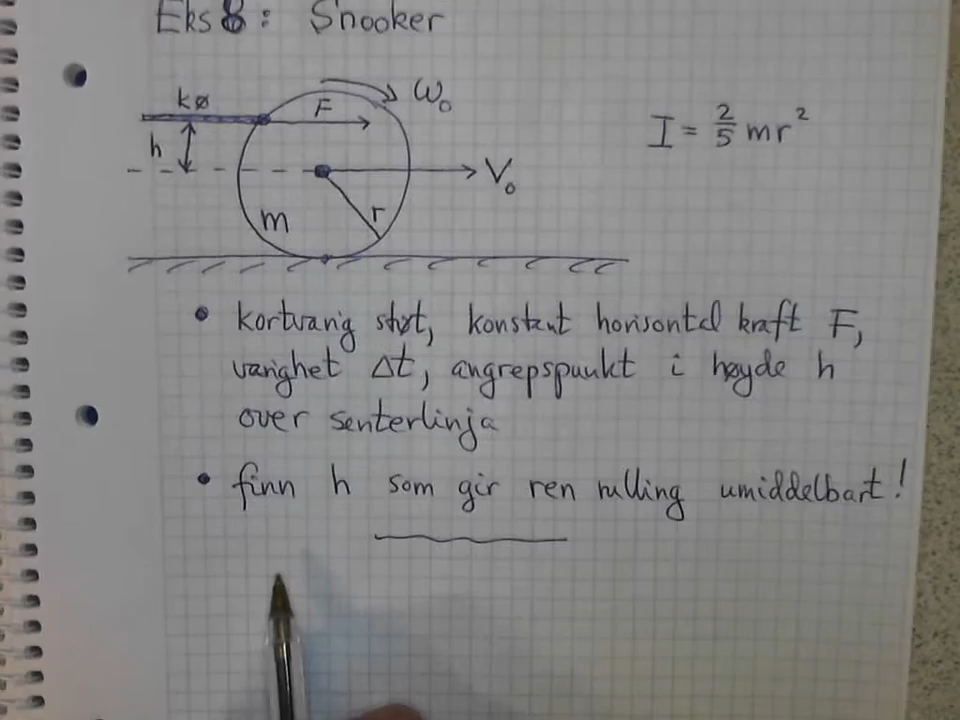 Eks 8: Snooker
kø
F
ω₀
h
I = 2/5 mr²
V₀
m
r
• kortvarig støt, konstant horisontal kraft F,
varighet Δt, angrepspunkt i høyde h
over senterlinja
• finn h som gir ren rulling umiddelbart!